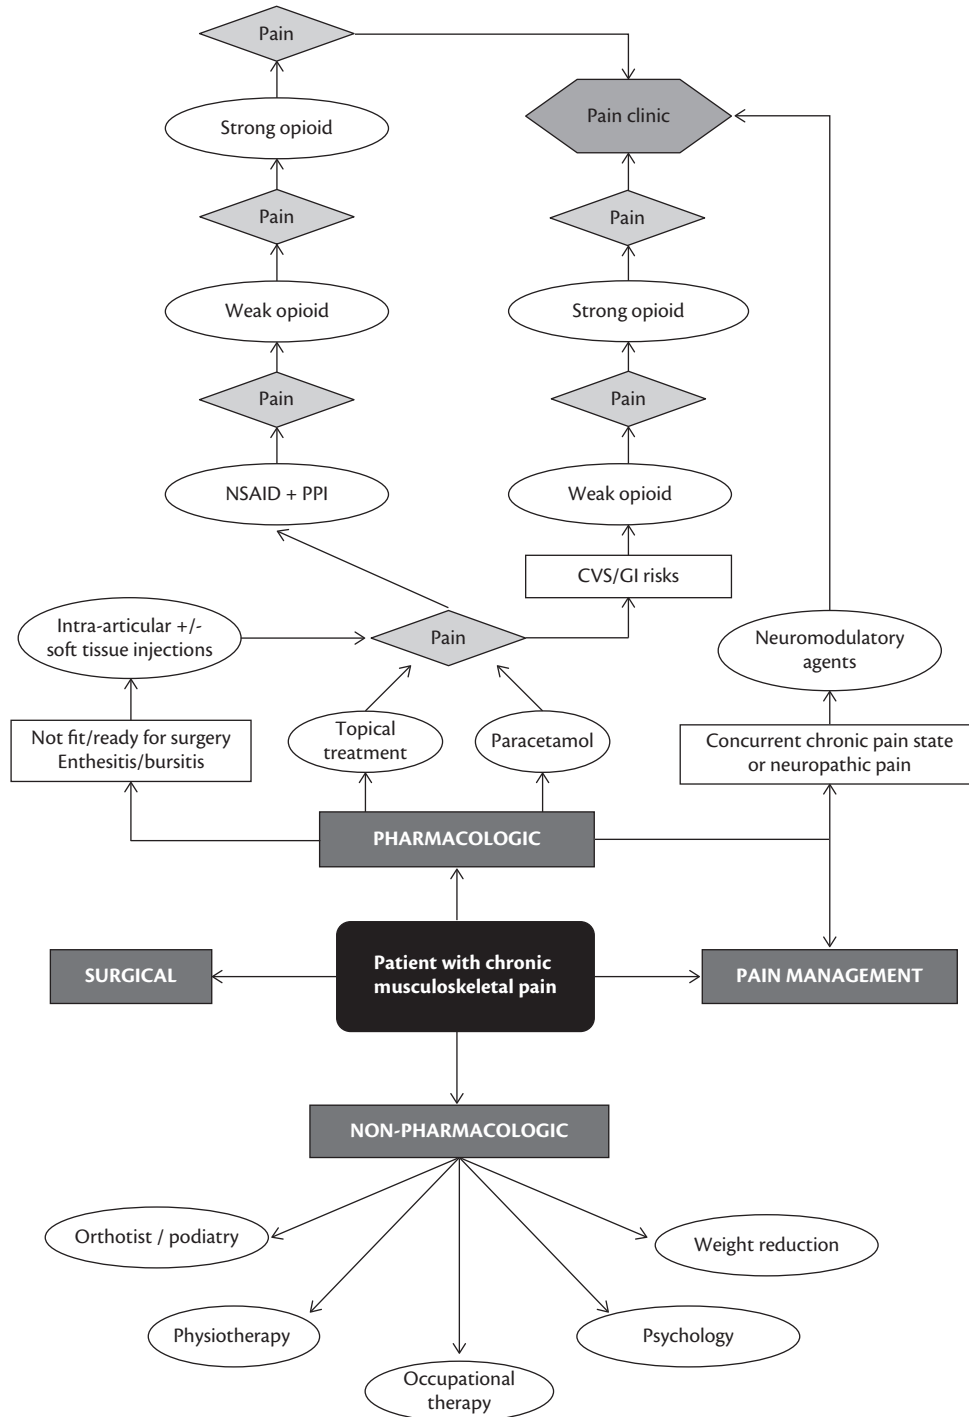 Pain
Pain clinic
Strong opioid
Pain
Pain
Weak opioid
Strong opioid
Pain
Pain
NSAID + PPI
Weak opioid
CVS/GI risks
Intra-articular +/-
soft tissue injections
Pain
Neuromodulatory
agents
Not fit/ready for surgery
Enthesitis/bursitis
Topical
treatment
Paracetamol
Concurrent chronic pain state
or neuropathic pain
PHARMACOLOGIC
SURGICAL
Patient with chronic
musculoskeletal pain
PAIN MANAGEMENT
NON-PHARMACOLOGIC
Orthotist / podiatry
Weight reduction
Physiotherapy
Psychology
Occupational
therapy